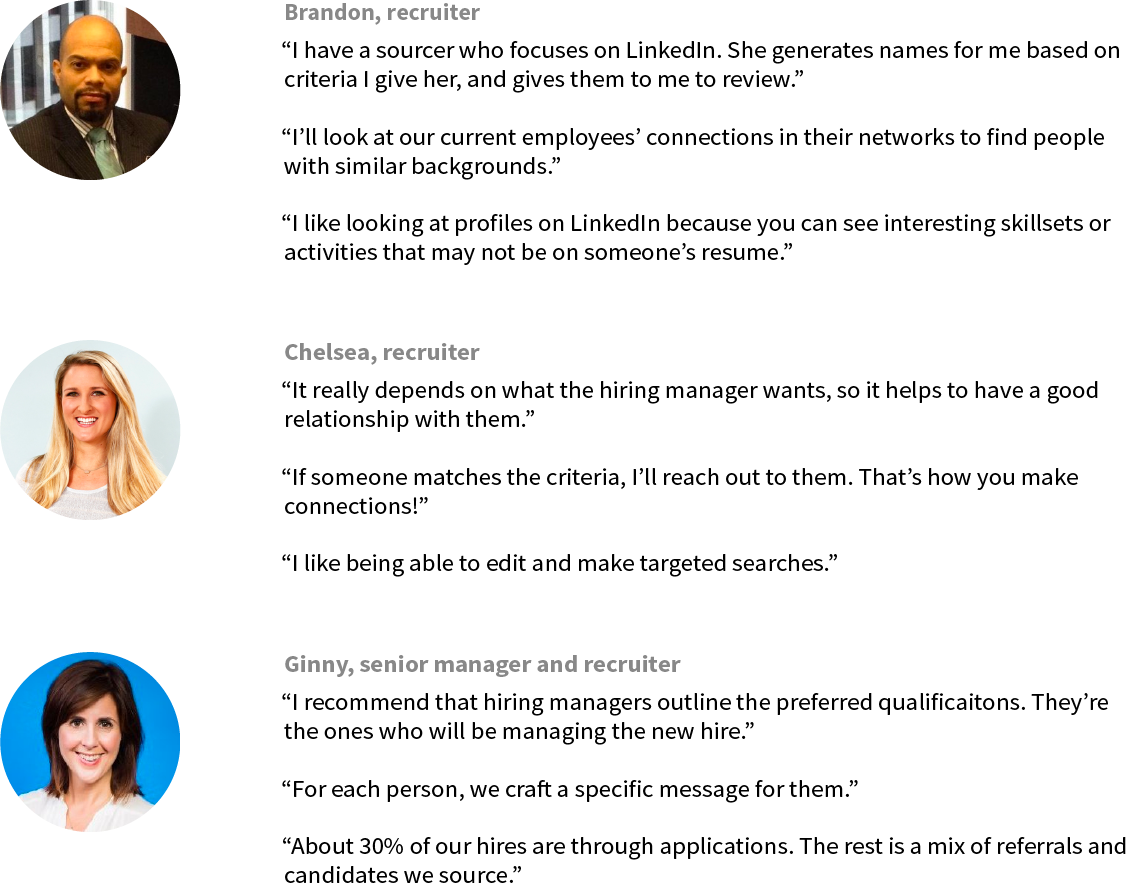 Brandon, recruiter
“I have a sourcer who focuses on LinkedIn. She generates names for me based on
criteria I give her, and gives them to me to review.”
“I’ll look at our current employees’ connections in their networks to find people
with similar backgrounds.”
“I like looking at profiles on LinkedIn because you can see interesting skillsets or
activities that may not be on someone’s resume.”
Chelsea, recruiter
“It really depends on what the hiring manager wants, so it helps to have a good
relationship with them.”
“If someone matches the criteria, I’ll reach out to them. That’s how you make
connections!”
“I like being able to edit and make targeted searches.”
Ginny, senior manager and recruiter
“I recommend that hiring managers outline the preferred qualificaitons. They’re
the ones who will be managing the new hire.”
“For each person, we craft a specific message for them.”
“About 30% of our hires are through applications. The rest is a mix of referrals and
candidates we source.”